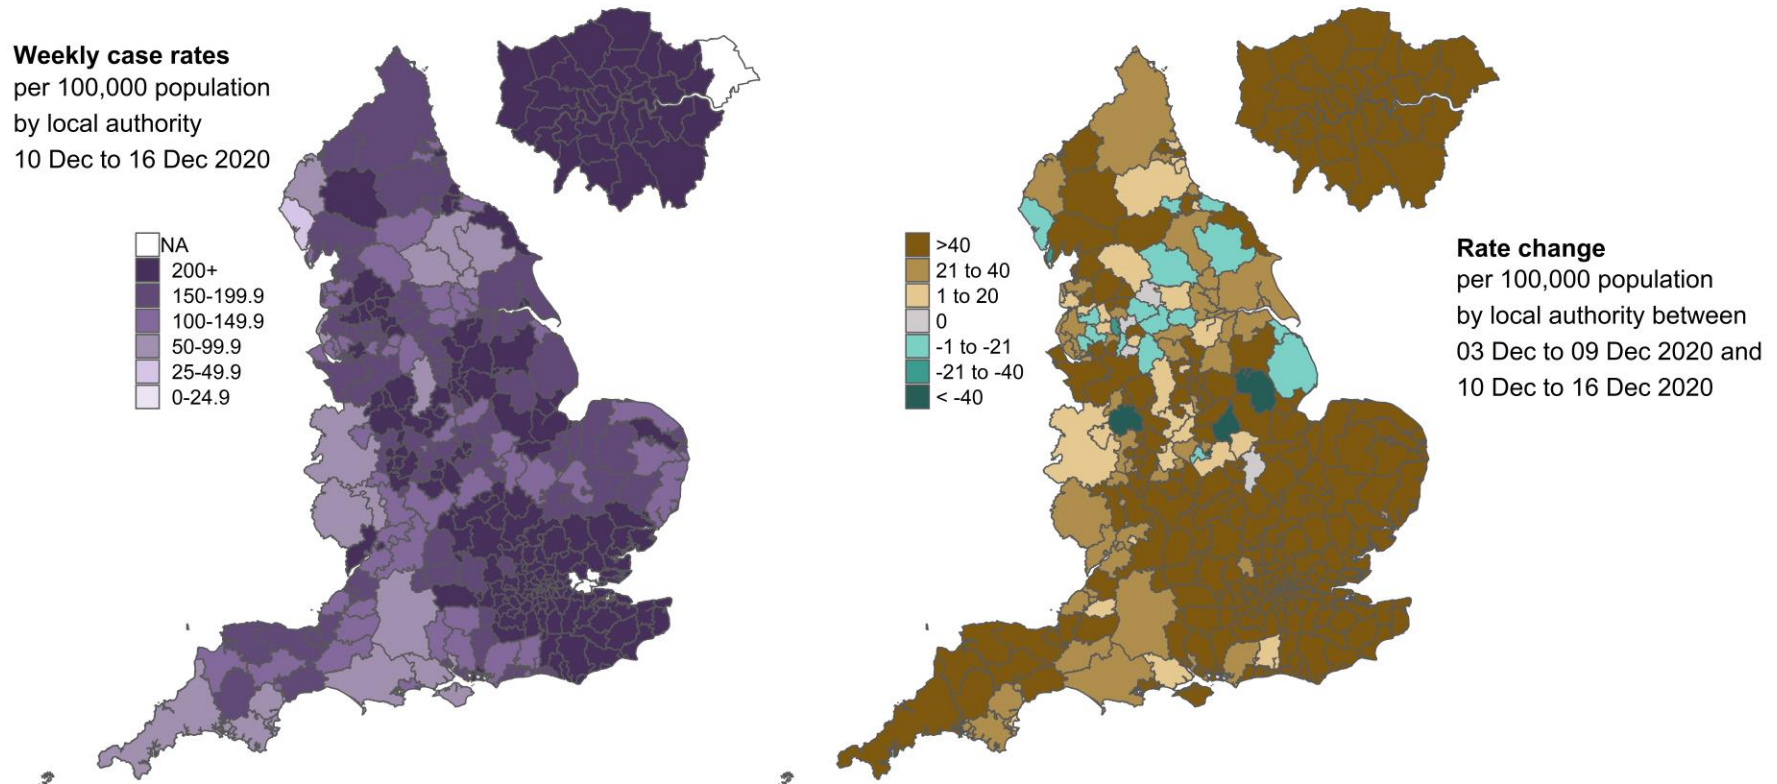 Weekly case rates
per 100,000 population
by local authority
10 Dec to 16 Dec 2020
NA
200+
150-199.9
100-149.9
50-99.9
25-49.9
0-24.9
>40
21 to 40
1 to 20
0
-1 to -21
-21 to -40
< -40
Rate change
per 100,000 population
by local authority between
03 Dec to 09 Dec 2020 and
10 Dec to 16 Dec 2020